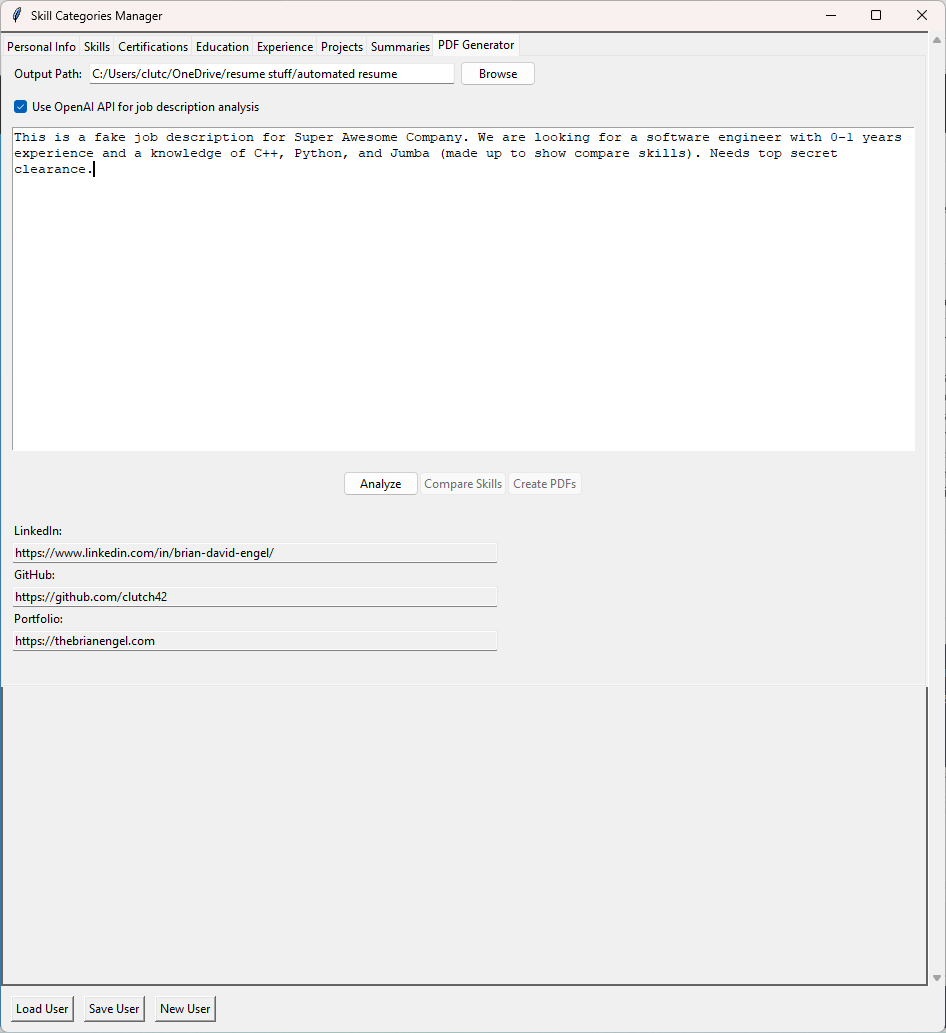 Skill Categories Manager
Personal Info Skills Certifications Education Experience Projects Summaries PDF Generator
Output Path: C:/Users/clutc/OneDrive/resume stuff/automated resume Browse
Use OpenAI API for job description analysis
This is a fake job description for Super Awesome Company. We are looking for a software engineer with 0-1 years
experience and a knowledge of C++, Python, and Jumba (made up to show compare skills). Needs top secret
clearance.
Analyze Compare Skills Create PDFs
LinkedIn:
https://www.linkedin.com/in/brian-david-engel/
GitHub:
https://github.com/clutch42
Portfolio:
https://thebrianengel.com
Load User Save User New User